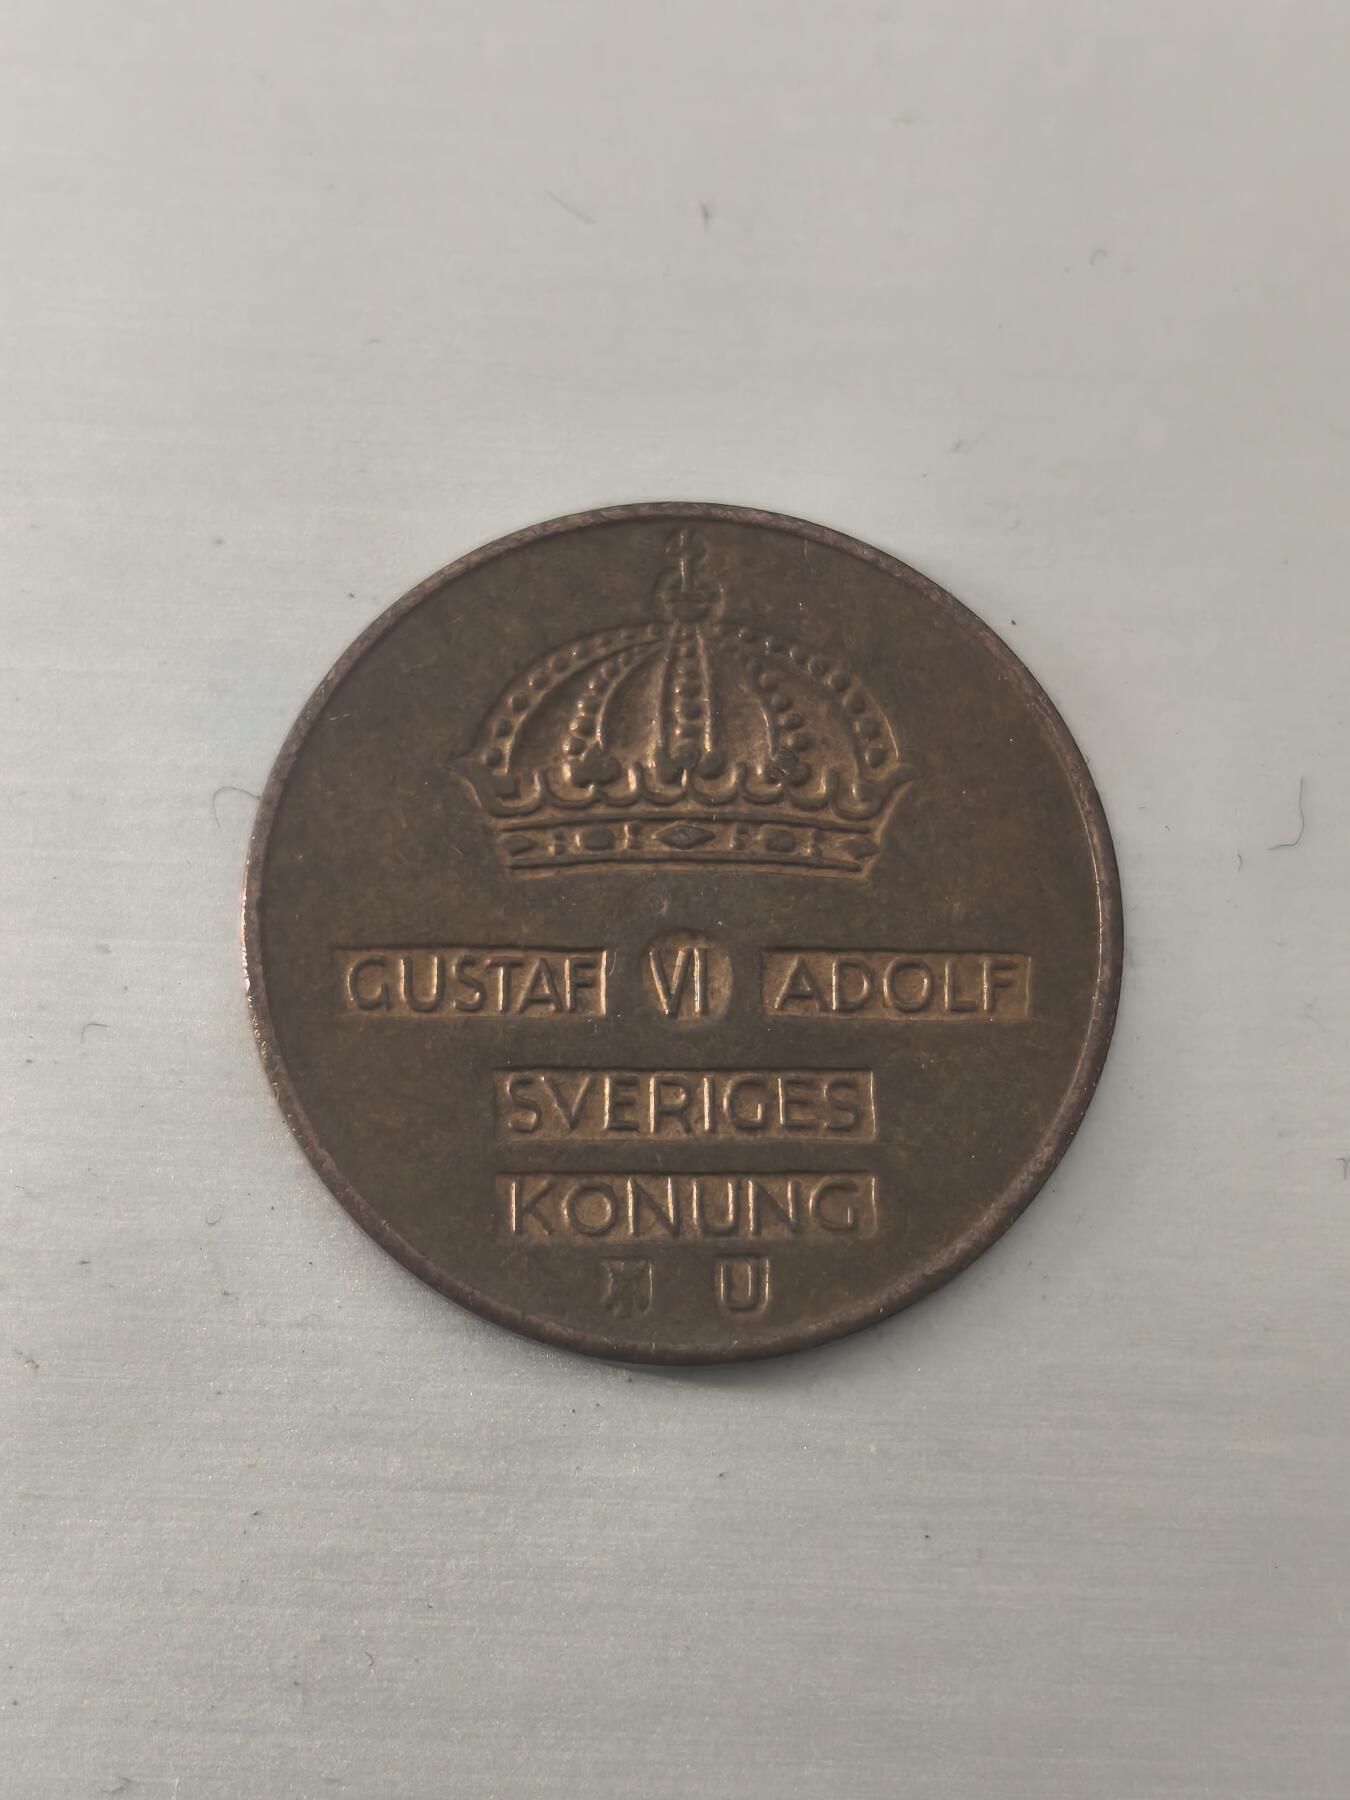 GUSTAF VI ADOLF
SVERIGES
KONUNG
U